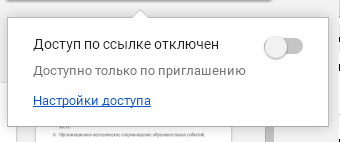 Доступ по ссылке отключен
Доступно только по приглашению
Настройки доступа